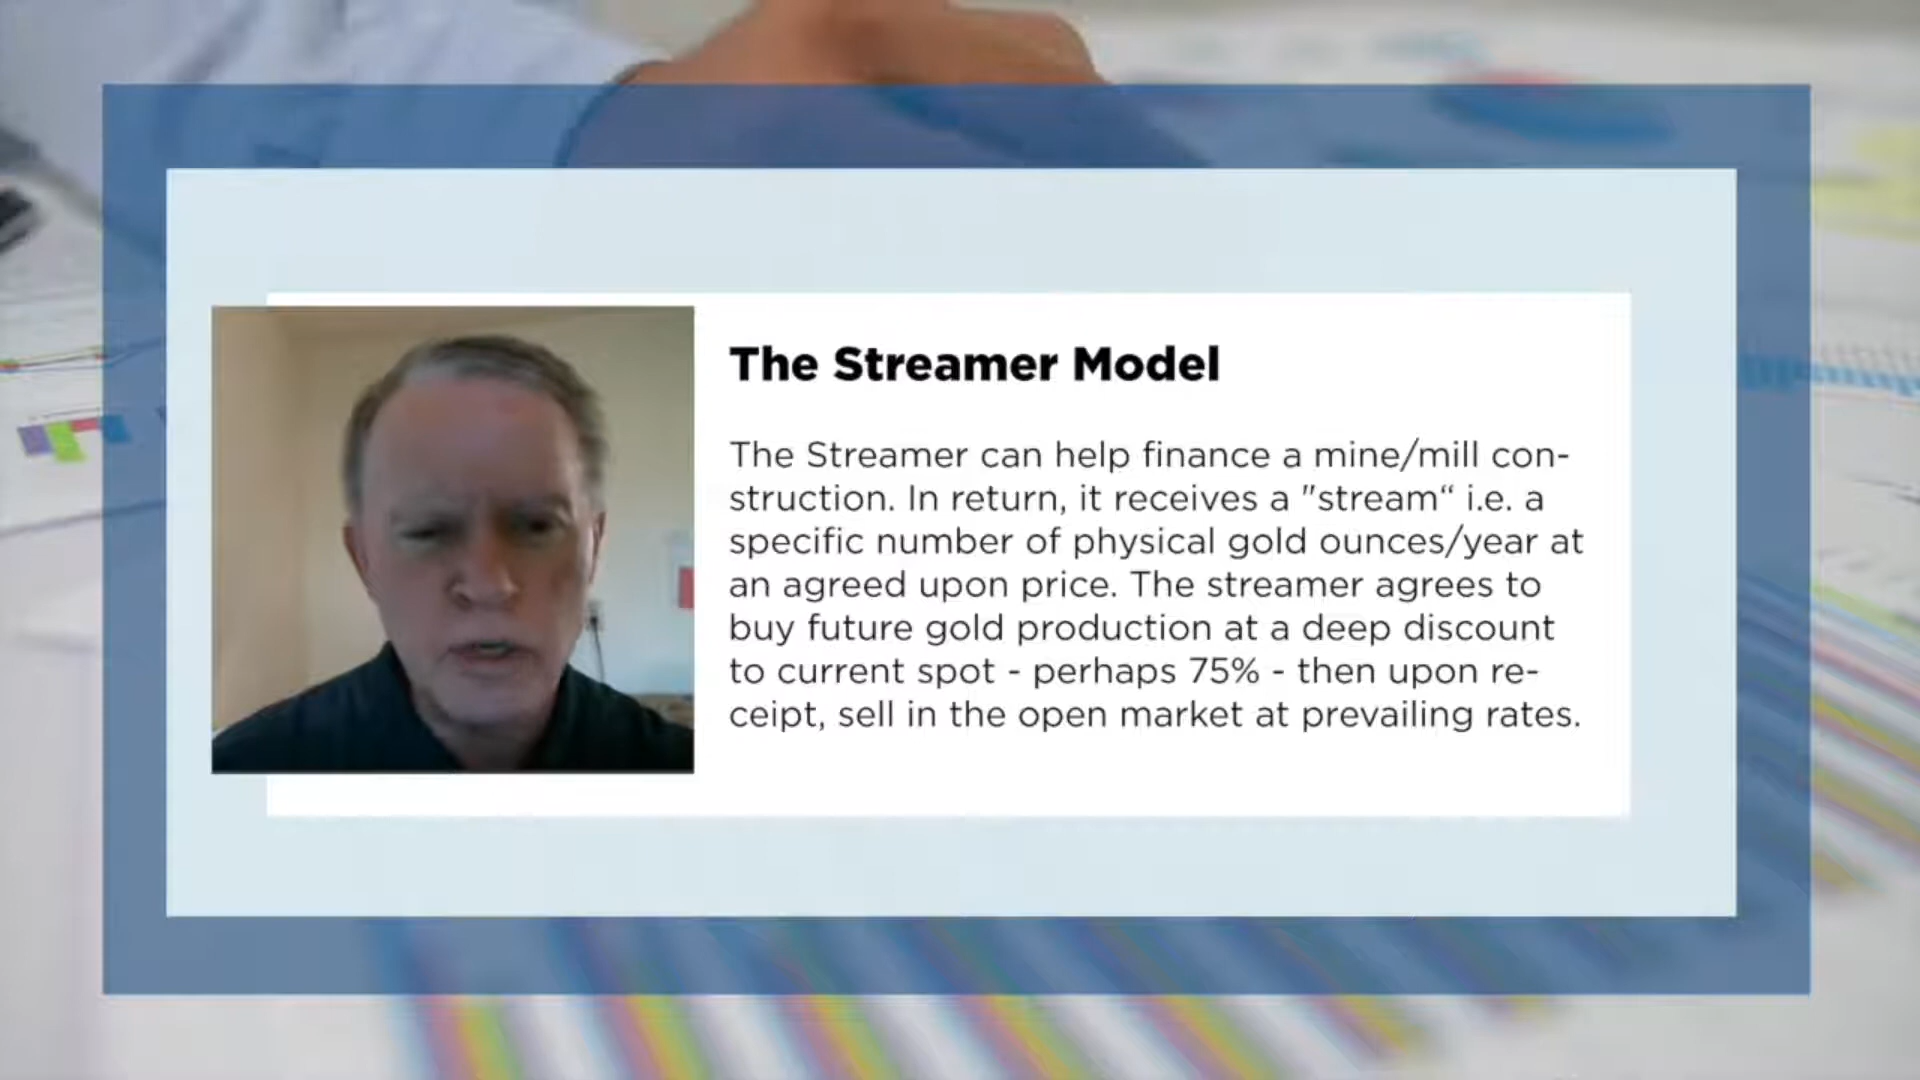 The Streamer Model
The Streamer can help finance a mine/mill con-
struction. In return, it receives a "stream“ i.e. a
specific number of physical gold ounces/year at
an agreed upon price. The streamer agrees to
buy future gold production at a deep discount
to current spot - perhaps 75% - then upon re-
ceipt, sell in the open market at prevailing rates.